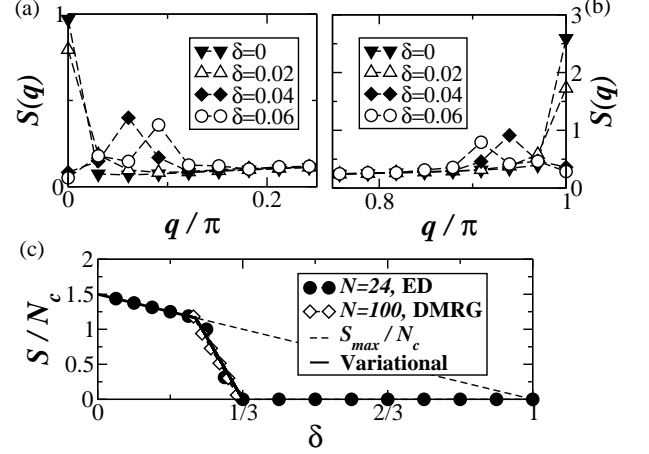 (a)
1
S(q)
0
δ=0
δ=0.02
δ=0.04
δ=0.06
0 0.2
q / π
(b)
3
2
1
0
S(q)
δ=0
δ=0.02
δ=0.04
δ=0.06
0.8 1
q / π
(c)
2
1.5
1
0.5
0
S / N_c
N=24, ED
N=100, DMRG
S_max / N_c
Variational
0 1/3 2/3 1
δ